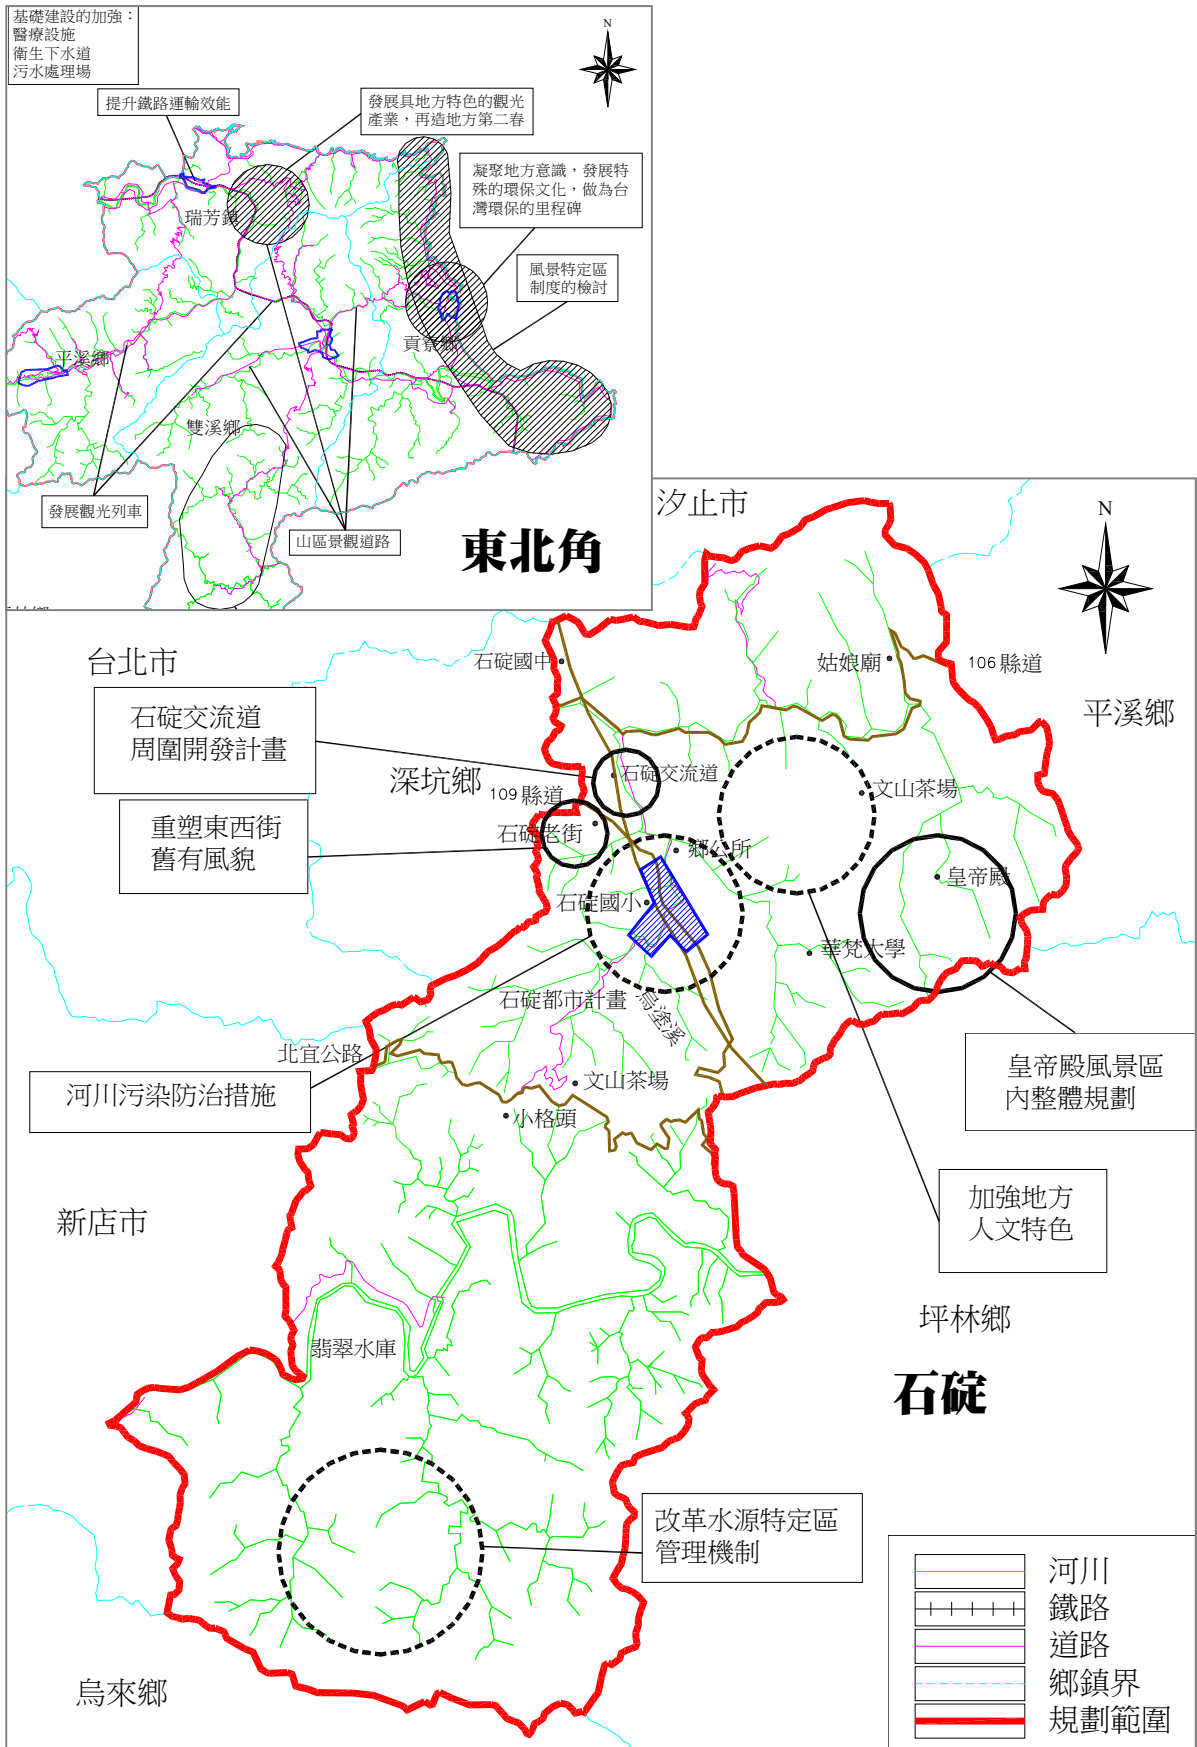 基礎建設的加強：
醫療設施
衛生下水道
污水處理場
N
提升鐵路運輸效能
發展具地方特色的觀光
產業，再造地方第二春
凝聚地方意識，發展特
殊的環保文化，做為台
灣環保的里程碑
瑞芳鎮
風景特定區
制度的檢討
貢寮鄉
平溪鄉
雙溪鄉
發展觀光列車
山區景觀道路
東北角
汐止市
N
台北市
石碇國中
姑娘廟
106縣道
平溪鄉
石碇交流道
周圍開發計畫
深坑鄉
石碇交流道
109縣道
文山茶場
重塑東西街
舊有風貌
石碇老街
鄉公所
皇帝殿
石碇國小
華梵大學
石碇都市計畫
烏塗溪
北宜公路
皇帝殿風景區
內整體規劃
河川污染防治措施
文山茶場
小格頭
加強地方
人文特色
新店市
坪林鄉
翡翠水庫
石碇
改革水源特定區
管理機制
烏來鄉
河川
鐵路
道路
鄉鎮界
規劃範圍